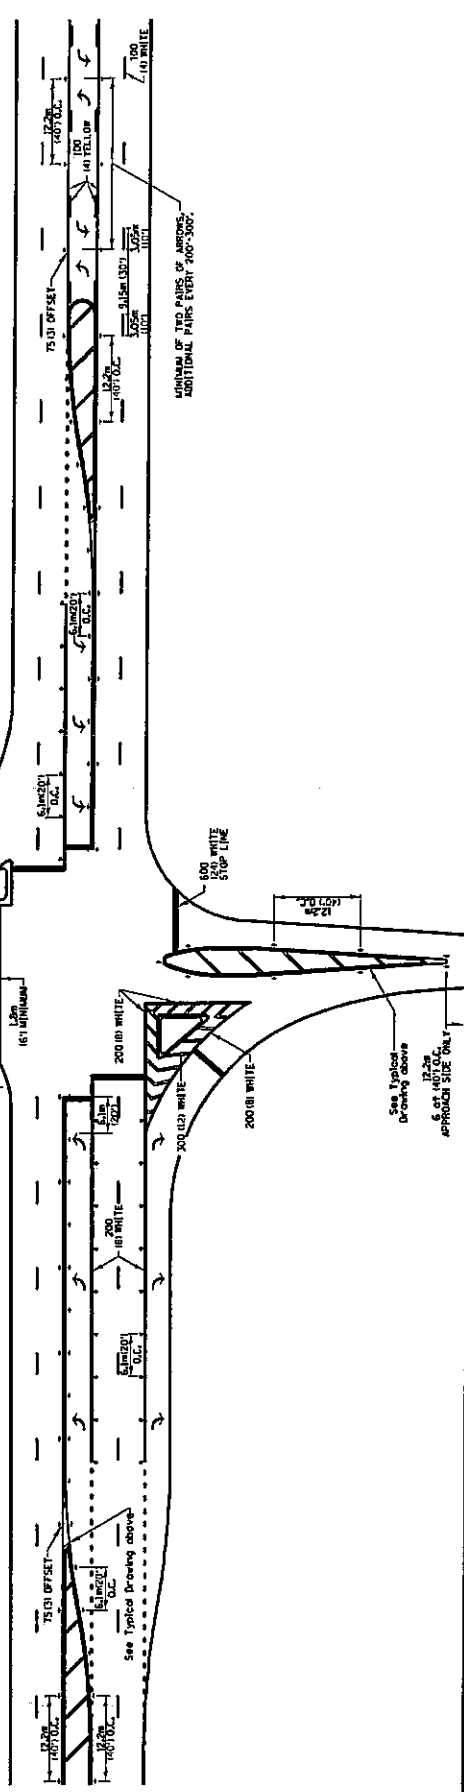 100
(4) WHITE
12.2m
(40') O.C.
100
(4) YELLOW
MINIMUM OF TWO PAIRS OF ARROWS,
ADDITIONAL PAIRS EVERY 200'-300'.
3.05m
(10')
9.15m (30')
3.05m
(10')
75 (3) OFFSET
12.2m
(40') O.C.
6.1m(20')
O.C.
6.1m(20')
O.C.
600
(24) WHITE
STOP LINE
12.2m
(40') O.C.
1.8m
(6') MINIMUM
200 (8) WHITE
See Typical
Drawing above
12.2m
6 at (40') O.C.
APPROACH SIDE ONLY
6.1m
(20')
300 (12) WHITE
200 (8) WHITE
200
(8) WHITE
6.1m(20')
O.C.
75 (3) OFFSET
See Typical Drawing above
6.1m(20')
O.C.
12.2m
(40') O.C.
12.2m
(40') O.C.